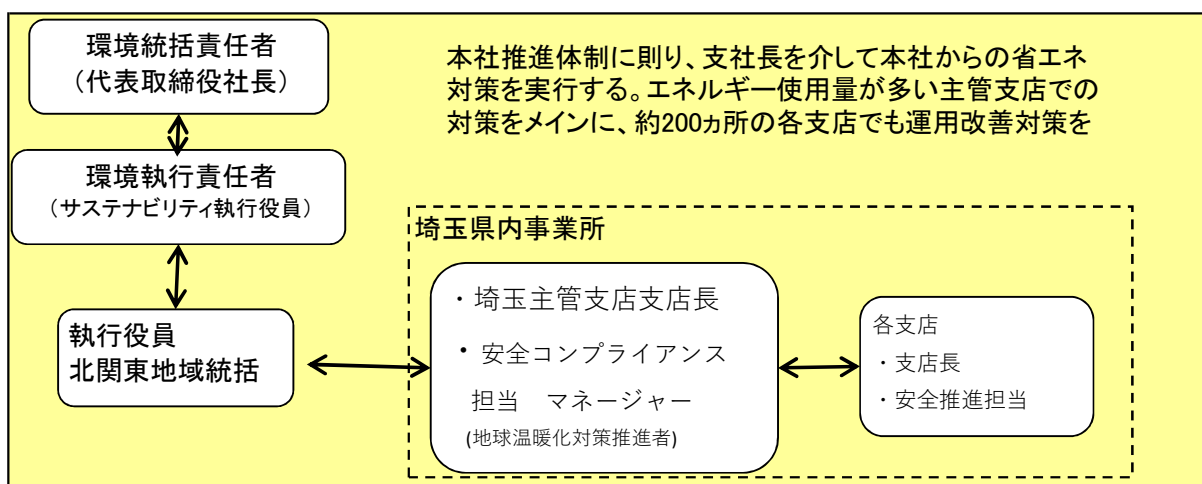 環境統括責任者
（代表取締役社長）
本社推進体制に則り、支社長を介して本社からの省エネ
対策を実行する。エネルギー使用量が多い主管支店での
対策をメインに、約200ヵ所の各支店でも運用改善対策を
環境執行責任者
（サステナビリティ執行役員）
執行役員
北関東地域統括
埼玉県内事業所
・埼玉主管支店支店長
・安全コンプライアンス
担当　マネージャー
(地球温暖化対策推進者)
各支店
・支店長
・安全推進担当